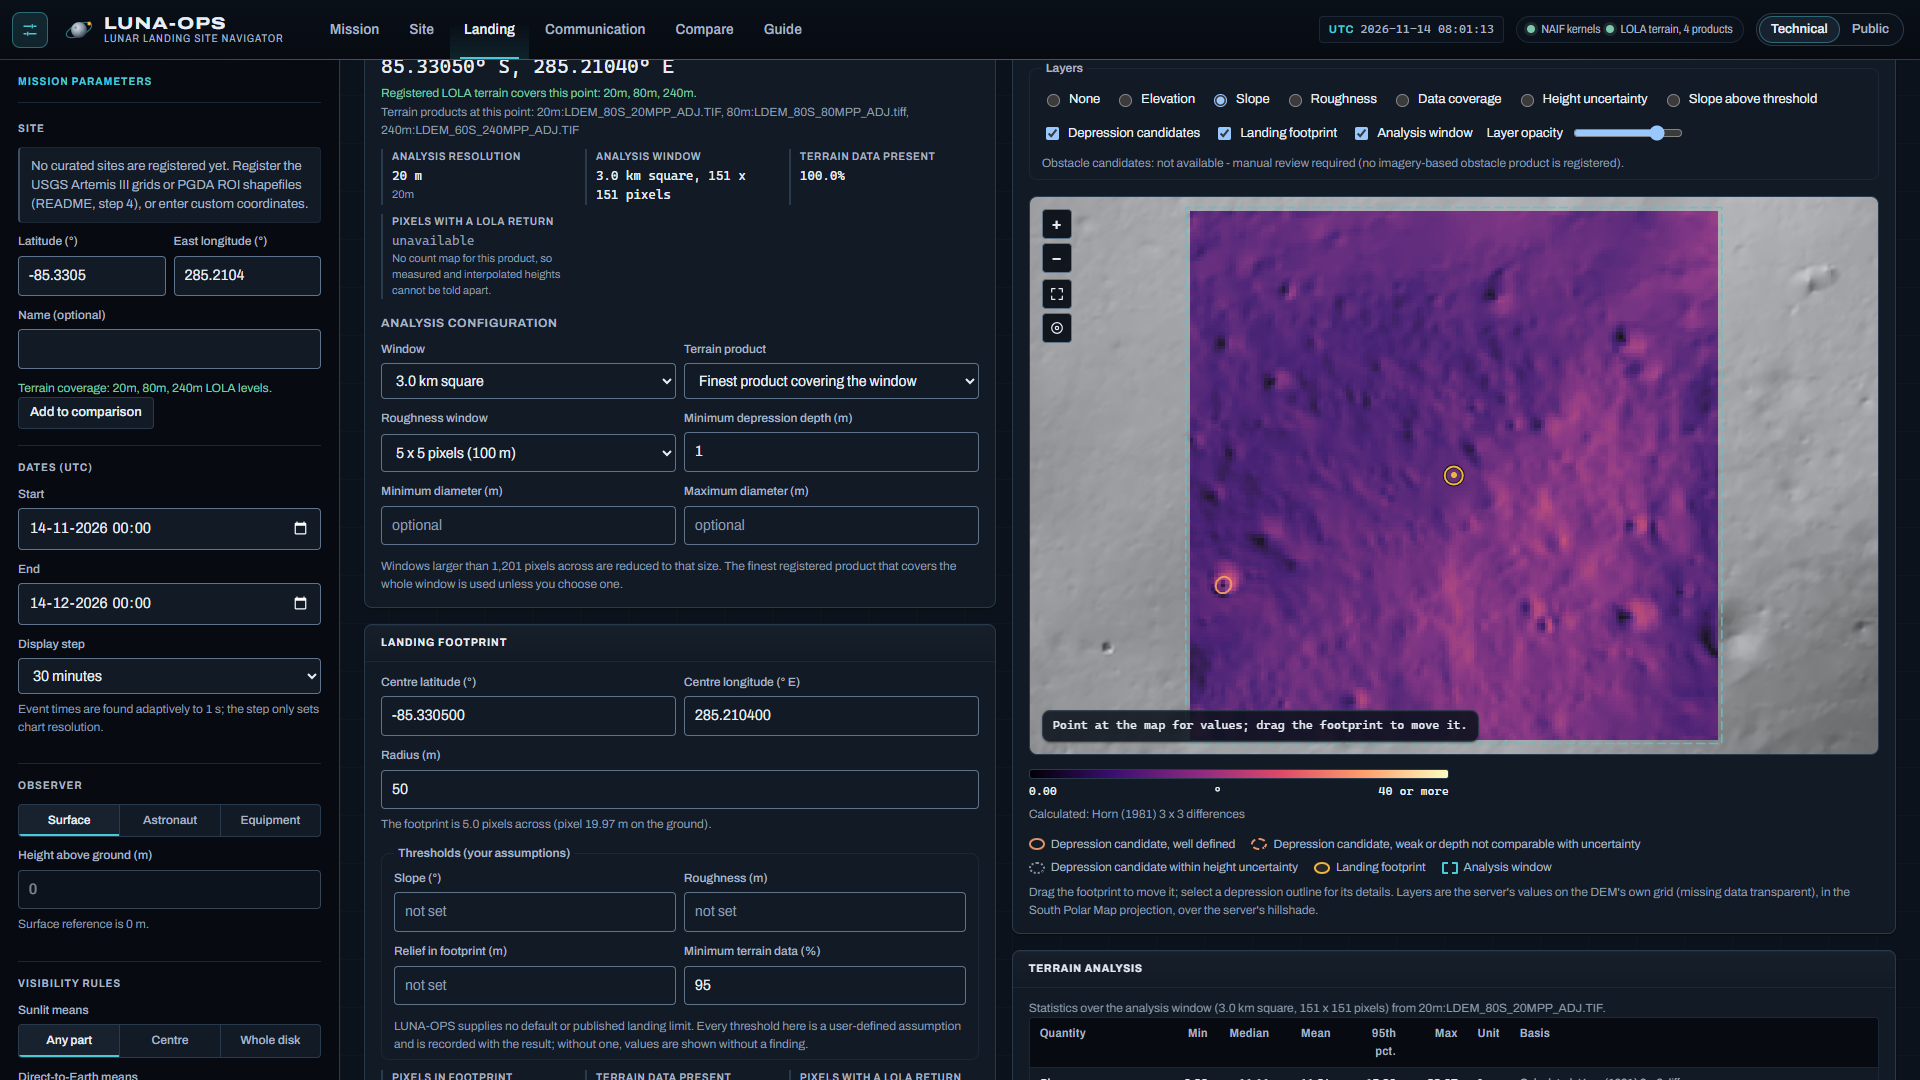 LUNA-OPS
LUNAR LANDING SITE NAVIGATOR
Mission
Site
Landing
Communication
Compare
Guide
UTC 2026-11-14 08:01:13
NAIF kernels
LOLA terrain, 4 products
Technical
Public
MISSION PARAMETERS
SITE
No curated sites are registered yet. Register the
USGS Artemis III grids or PGDA ROI shapefiles
(README, step 4), or enter custom coordinates.
Latitude (°)
East longitude (°)
-85.3305
285.2104
Name (optional)
Terrain coverage: 20m, 80m, 240m LOLA levels.
Add to comparison
DATES (UTC)
Start
14-11-2026 00:00
End
14-12-2026 00:00
Display step
30 minutes
Event times are found adaptively to 1 s; the step only sets
chart resolution.
OBSERVER
Surface
Astronaut
Equipment
Height above ground (m)
0
Surface reference is 0 m.
VISIBILITY RULES
Sunlit means
Any part
Centre
Whole disk
Direct-to-Earth means
85.33050° S, 285.21040° E
Registered LOLA terrain covers this point: 20m, 80m, 240m.
Terrain products at this point: 20m:LDEM_80S_20MPP_ADJ.TIF, 80m:LDEM_80S_80MPP_ADJ.tiff,
240m:LDEM_60S_240MPP_ADJ.TIF
ANALYSIS RESOLUTION
20 m
20m
ANALYSIS WINDOW
3.0 km square, 151 x
151 pixels
TERRAIN DATA PRESENT
100.0%
PIXELS WITH A LOLA RETURN
unavailable
No count map for this product, so
measured and interpolated heights
cannot be told apart.
ANALYSIS CONFIGURATION
Window
Terrain product
3.0 km square
Finest product covering the window
Roughness window
Minimum depression depth (m)
5 x 5 pixels (100 m)
1
Minimum diameter (m)
Maximum diameter (m)
optional
optional
Windows larger than 1,201 pixels across are reduced to that size. The finest registered product that covers the
whole window is used unless you choose one.
LANDING FOOTPRINT
Centre latitude (°)
Centre longitude (° E)
-85.330500
285.210400
Radius (m)
50
The footprint is 5.0 pixels across (pixel 19.97 m on the ground).
Thresholds (your assumptions)
Slope (°)
Roughness (m)
not set
not set
Relief in footprint (m)
Minimum terrain data (%)
not set
95
LUNA-OPS supplies no default or published landing limit. Every threshold here is a user-defined assumption
and is recorded with the result; without one, values are shown without a finding.
PIXELS IN FOOTPRINT
TERRAIN DATA PRESENT
PIXELS WITH A LOLA RETURN
Layers
None
Elevation
Slope
Roughness
Data coverage
Height uncertainty
Slope above threshold
Depression candidates
Landing footprint
Analysis window
Layer opacity
Obstacle candidates: not available - manual review required (no imagery-based obstacle product is registered).
+
−
Point at the map for values; drag the footprint to move it.
0.00
°
40 or more
Calculated: Horn (1981) 3 x 3 differences
Depression candidate, well defined
Depression candidate, weak or depth not comparable with uncertainty
Depression candidate within height uncertainty
Landing footprint
Analysis window
Drag the footprint to move it; select a depression outline for its details. Layers are the server's values on the DEM's own grid (missing data transparent), in the
South Polar Map projection, over the server's hillshade.
TERRAIN ANALYSIS
Statistics over the analysis window (3.0 km square, 151 x 151 pixels) from 20m:LDEM_80S_20MPP_ADJ.TIF.
Quantity
Min
Median
Mean
95th
pct.
Max
Unit
Basis